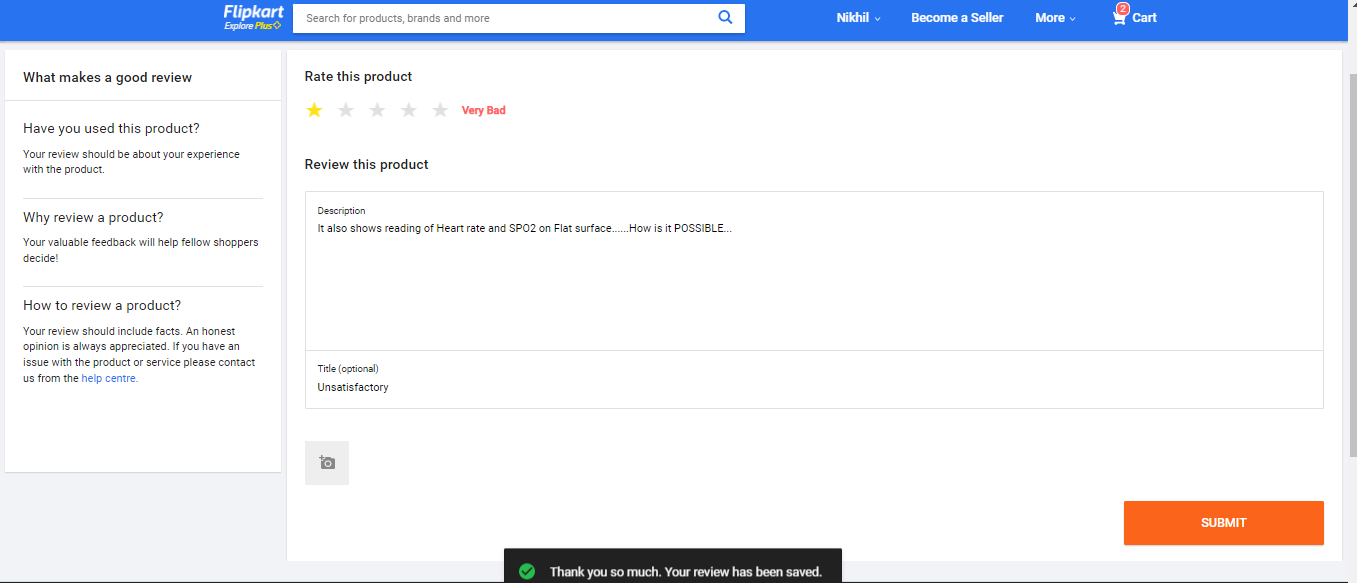 Flipkart
Explore Plus
Search for products, brands and more
Nikhil
Become a Seller
More
2
Cart
What makes a good review
Have you used this product?
Your review should be about your experience
with the product.
Why review a product?
Your valuable feedback will help fellow shoppers
decide!
How to review a product?
Your review should include facts. An honest
opinion is always appreciated. If you have an
issue with the product or service please contact
us from the help centre.
Rate this product
Very Bad
Review this product
Description
It also shows reading of Heart rate and SPO2 on Flat surface......How is it POSSIBLE...
Title (optional)
Unsatisfactory
SUBMIT
Thank you so much. Your review has been saved.